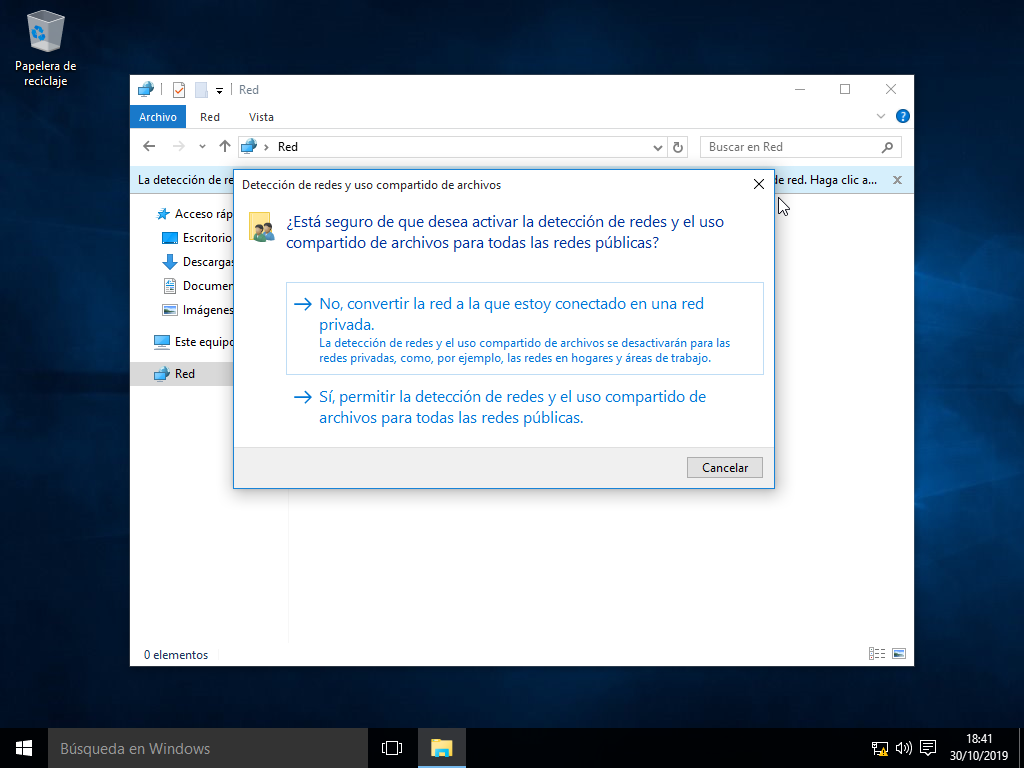 Papelera de
reciclaje
Red
Archivo
Red
Vista
?
Red
Buscar en Red
La detección de re
de red. Haga clic a...
Acceso ráp
Escritorio
Descargas
Documen
Imágenes
Este equipo
Red
Detección de redes y uso compartido de archivos
¿Está seguro de que desea activar la detección de redes y el uso
compartido de archivos para todas las redes públicas?
No, convertir la red a la que estoy conectado en una red
privada.
La detección de redes y el uso compartido de archivos se desactivarán para las
redes privadas, como, por ejemplo, las redes en hogares y áreas de trabajo.
Sí, permitir la detección de redes y el uso compartido de
archivos para todas las redes públicas.
Cancelar
0 elementos
Búsqueda en Windows
18:41
30/10/2019